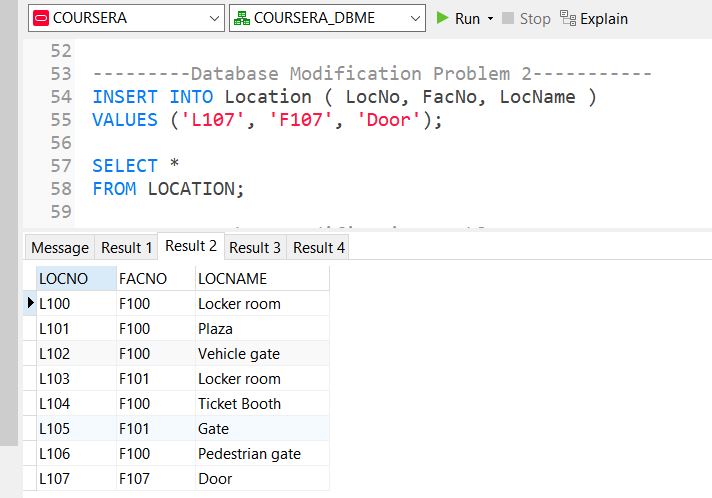 COURSERA COURSERA_DBME Run Stop Explain
52
53 ---------Database Modification Problem 2-----------
54 INSERT INTO Location ( LocNo, FacNo, LocName )
55 VALUES ('L107', 'F107', 'Door');
56
57 SELECT *
58 FROM LOCATION;
59
Message Result 1 Result 2 Result 3 Result 4
LOCNO FACNO LOCNAME
L100 F100 Locker room
L101 F100 Plaza
L102 F100 Vehicle gate
L103 F101 Locker room
L104 F100 Ticket Booth
L105 F101 Gate
L106 F100 Pedestrian gate
L107 F107 Door